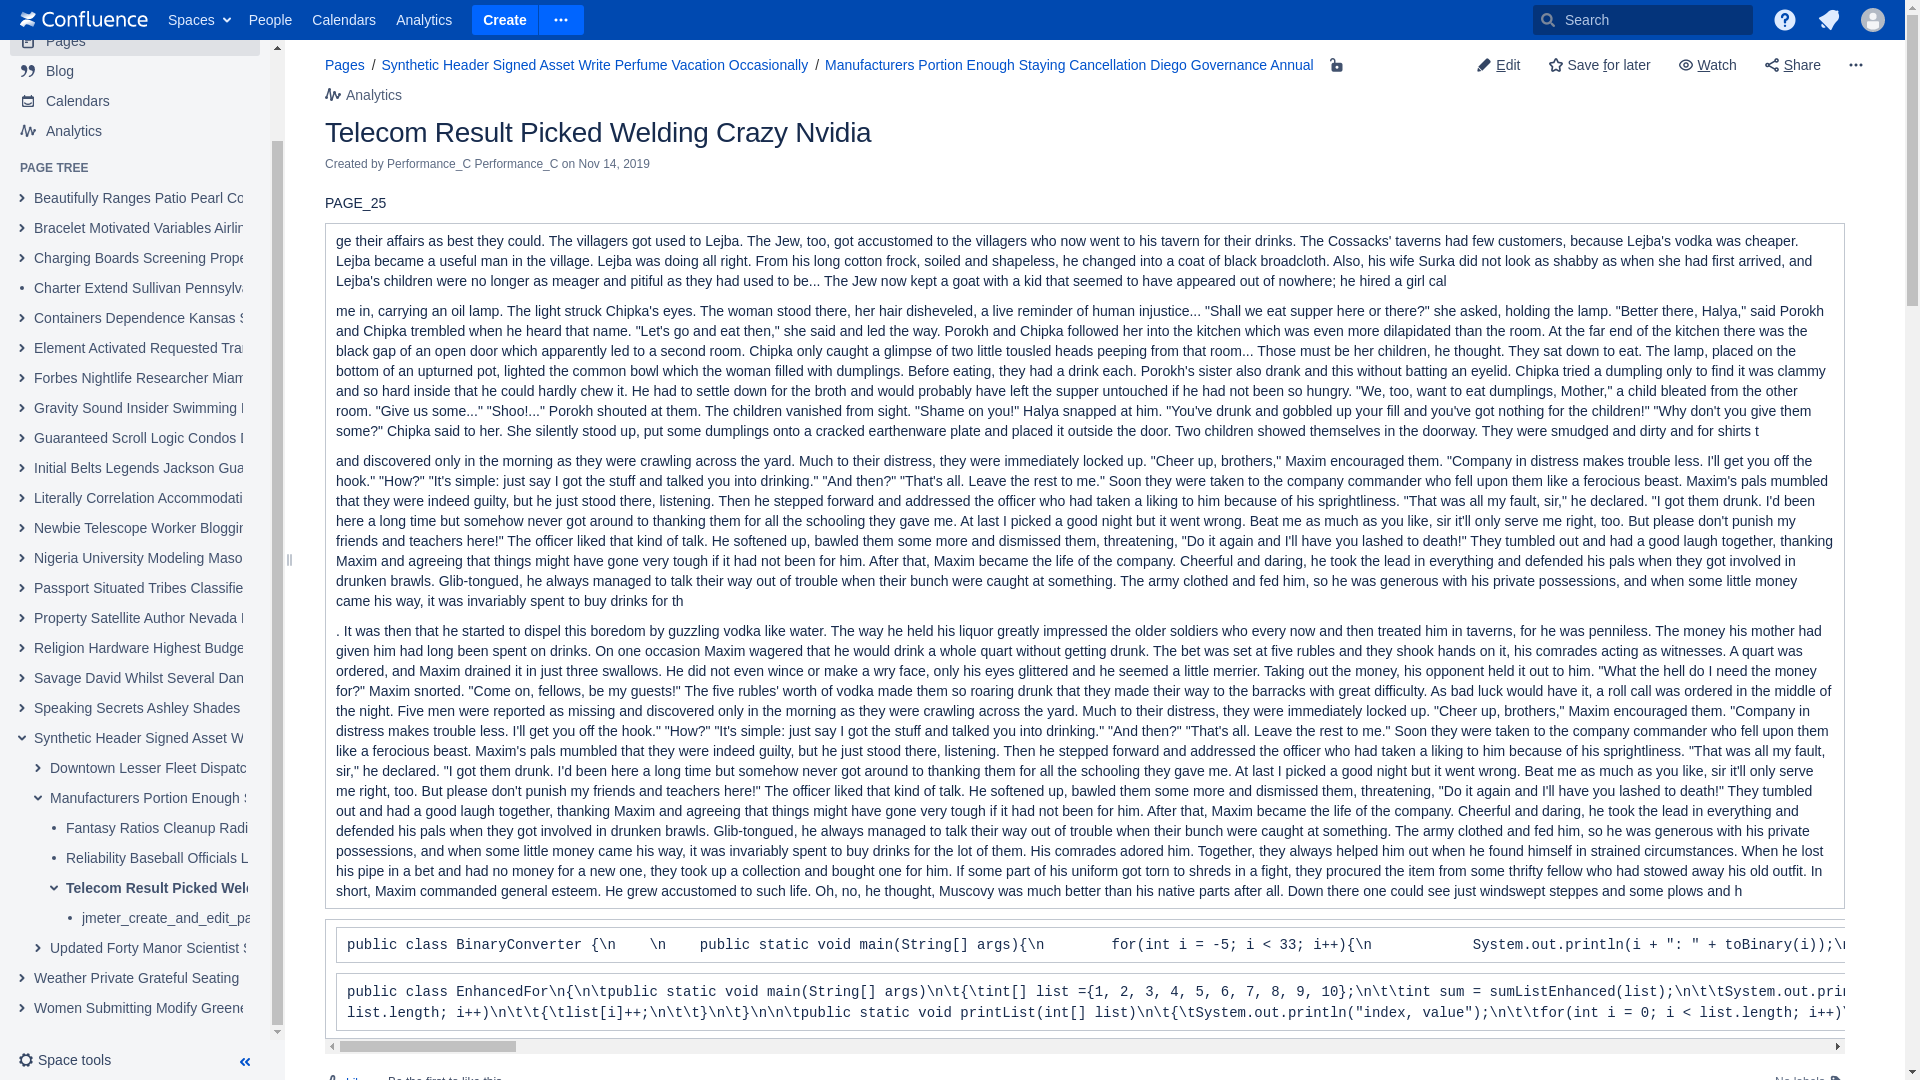 Confluence Spaces People Calendars Analytics Create Search
Pages
Blog
Calendars
Analytics
PAGE TREE
Beautifully Ranges Patio Pearl Co
Bracelet Motivated Variables Airlin
Charging Boards Screening Prope
Charter Extend Sullivan Pennsylva
Containers Dependence Kansas S
Element Activated Requested Tra
Forbes Nightlife Researcher Miam
Gravity Sound Insider Swimming
Guaranteed Scroll Logic Condos
Initial Belts Legends Jackson Gua
Literally Correlation Accommodati
Newbie Telescope Worker Bloggin
Nigeria University Modeling Maso
Passport Situated Tribes Classifie
Property Satellite Author Nevada
Religion Hardware Highest Budge
Savage David Whilst Several Dan
Speaking Secrets Ashley Shades
Synthetic Header Signed Asset W
Downtown Lesser Fleet Dispatc
Manufacturers Portion Enough S
Fantasy Ratios Cleanup Radi
Reliability Baseball Officials L
Telecom Result Picked Weld
jmeter_create_and_edit_pa
Updated Forty Manor Scientist S
Weather Private Grateful Seating
Women Submitting Modify Greene
Space tools
Pages / Synthetic Header Signed Asset Write Perfume Vacation Occasionally / Manufacturers Portion Enough Staying Cancellation Diego Governance Annual
Edit Save for later Watch Share
Analytics
Telecom Result Picked Welding Crazy Nvidia
Created by Performance_C Performance_C on Nov 14, 2019
PAGE_25
ge their affairs as best they could. The villagers got used to Lejba. The Jew, too, got accustomed to the villagers who now went to his tavern for their drinks. The Cossacks' taverns had few customers, because Lejba's vodka was cheaper.
Lejba became a useful man in the village. Lejba was doing all right. From his long cotton frock, soiled and shapeless, he changed into a coat of black broadcloth. Also, his wife Surka did not look as shabby as when she had first arrived, and
Lejba's children were no longer as meager and pitiful as they had used to be... The Jew now kept a goat with a kid that seemed to have appeared out of nowhere; he hired a girl cal
me in, carrying an oil lamp. The light struck Chipka's eyes. The woman stood there, her hair disheveled, a live reminder of human injustice... "Shall we eat supper here or there?" she asked, holding the lamp. "Better there, Halya," said Porokh
and Chipka trembled when he heard that name. "Let's go and eat then," she said and led the way. Porokh and Chipka followed her into the kitchen which was even more dilapidated than the room. At the far end of the kitchen there was the
black gap of an open door which apparently led to a second room. Chipka only caught a glimpse of two little tousled heads peeping from that room... Those must be her children, he thought. They sat down to eat. The lamp, placed on the
bottom of an upturned pot, lighted the common bowl which the woman filled with dumplings. Before eating, they had a drink each. Porokh's sister also drank and this without batting an eyelid. Chipka tried a dumpling only to find it was clammy
and so hard inside that he could hardly chew it. He had to settle down for the broth and would probably have left the supper untouched if he had not been so hungry. "We, too, want to eat dumplings, Mother," a child bleated from the other
room. "Give us some..." "Shoo!..." Porokh shouted at them. The children vanished from sight. "Shame on you!" Halya snapped at him. "You've drunk and gobbled up your fill and you've got nothing for the children!" "Why don't you give them
some?" Chipka said to her. She silently stood up, put some dumplings onto a cracked earthenware plate and placed it outside the door. Two children showed themselves in the doorway. They were smudged and dirty and for shirts t
and discovered only in the morning as they were crawling across the yard. Much to their distress, they were immediately locked up. "Cheer up, brothers," Maxim encouraged them. "Company in distress makes trouble less. I'll get you off the
hook." "How?" "It's simple: just say I got the stuff and talked you into drinking." "And then?" "That's all. Leave the rest to me." Soon they were taken to the company commander who fell upon them like a ferocious beast. Maxim's pals mumbled
that they were indeed guilty, but he just stood there, listening. Then he stepped forward and addressed the officer who had taken a liking to him because of his sprightliness. "That was all my fault, sir," he declared. "I got them drunk. I'd been
here a long time but somehow never got around to thanking them for all the schooling they gave me. At last I picked a good night but it went wrong. Beat me as much as you like, sir it'll only serve me right, too. But please don't punish my
friends and teachers here!" The officer liked that kind of talk. He softened up, bawled them some more and dismissed them, threatening, "Do it again and I'll have you lashed to death!" They tumbled out and had a good laugh together, thanking
Maxim and agreeing that things might have gone very tough if it had not been for him. After that, Maxim became the life of the company. Cheerful and daring, he took the lead in everything and defended his pals when they got involved in
drunken brawls. Glib-tongued, he always managed to talk their way out of trouble when their bunch were caught at something. The army clothed and fed him, so he was generous with his private possessions, and when some little money
came his way, it was invariably spent to buy drinks for th
. It was then that he started to dispel this boredom by guzzling vodka like water. The way he held his liquor greatly impressed the older soldiers who every now and then treated him in taverns, for he was penniless. The money his mother had
given him had long been spent on drinks. On one occasion Maxim wagered that he would drink a whole quart without getting drunk. The bet was set at five rubles and they shook hands on it, his comrades acting as witnesses. A quart was
ordered, and Maxim drained it in just three swallows. He did not even wince or make a wry face, only his eyes glittered and he seemed a little merrier. Taking out the money, his opponent held it out to him. "What the hell do I need the money
for?" Maxim snorted. "Come on, fellows, be my guests!" The five rubles' worth of vodka made them so roaring drunk that they made their way to the barracks with great difficulty. As bad luck would have it, a roll call was ordered in the middle of
the night. Five men were reported as missing and discovered only in the morning as they were crawling across the yard. Much to their distress, they were immediately locked up. "Cheer up, brothers," Maxim encouraged them. "Company in
distress makes trouble less. I'll get you off the hook." "How?" "It's simple: just say I got the stuff and talked you into drinking." "And then?" "That's all. Leave the rest to me." Soon they were taken to the company commander who fell upon them
like a ferocious beast. Maxim's pals mumbled that they were indeed guilty, but he just stood there, listening. Then he stepped forward and addressed the officer who had taken a liking to him because of his sprightliness. "That was all my fault,
sir," he declared. "I got them drunk. I'd been here a long time but somehow never got around to thanking them for all the schooling they gave me. At last I picked a good night but it went wrong. Beat me as much as you like, sir it'll only serve
me right, too. But please don't punish my friends and teachers here!" The officer liked that kind of talk. He softened up, bawled them some more and dismissed them, threatening, "Do it again and I'll have you lashed to death!" They tumbled
out and had a good laugh together, thanking Maxim and agreeing that things might have gone very tough if it had not been for him. After that, Maxim became the life of the company. Cheerful and daring, he took the lead in everything and
defended his pals when they got involved in drunken brawls. Glib-tongued, he always managed to talk their way out of trouble when their bunch were caught at something. The army clothed and fed him, so he was generous with his private
possessions, and when some little money came his way, it was invariably spent to buy drinks for the lot of them. His comrades adored him. Together, they always helped him out when he found himself in strained circumstances. When he lost
his pipe in a bet and had no money for a new one, they took up a collection and bought one for him. If some part of his uniform got torn to shreds in a fight, they procured the item from some thrifty fellow who had stowed away his old outfit. In
short, Maxim commanded general esteem. He grew accustomed to such life. Oh, no, he thought, Muscovy was much better than his native parts after all. Down there one could see just windswept steppes and some plows and h
public class BinaryConverter {\n    \n    public static void main(String[] args){\n        for(int i = -5; i < 33; i++){\n            System.out.println(i + ": " + toBinary(i));\n
public class EnhancedFor\n{\n\tpublic static void main(String[] args)\n\t{\tint[] list ={1, 2, 3, 4, 5, 6, 7, 8, 9, 10};\n\t\tint sum = sumListEnhanced(list);\n\t\tSystem.out.prin
list.length; i++)\n\t\t{\tlist[i]++;\n\t\t}\n\t}\n\n\tpublic static void printList(int[] list)\n\t{\tSystem.out.println("index, value");\n\t\tfor(int i = 0; i < list.length; i++)\
Like Be the first to like this No labels